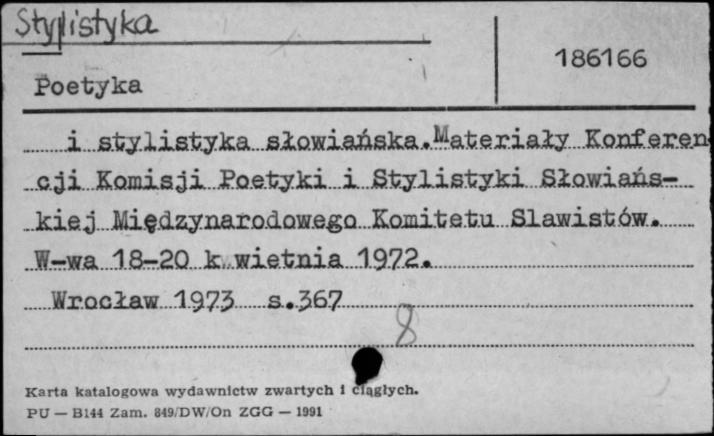 Stylistyka
186166
Poetyka
i stylistyka słowiańska. Materiały Konferen
cji Komisji Poetyki i Stylistyki Słowiańs-
kiej Międzynarodowego Komitetu Slawistów.
W-wa 18-20 k wietnia 1972.
Wrocław 1973 s.367
8
Karta katalogowa wydawnictw zwartych i ciągłych.
PU — B144 Zam. 849/DW/On ZGG — 1991